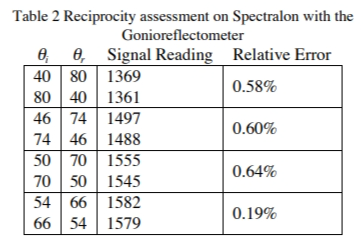 Table 2 Reciprocity assessment on Spectralon with the
Gonioreflectometer
θi θr Signal Reading Relative Error
40 80 1369 0.58%
80 40 1361
46 74 1497 0.60%
74 46 1488
50 70 1555 0.64%
70 50 1545
54 66 1582 0.19%
66 54 1579